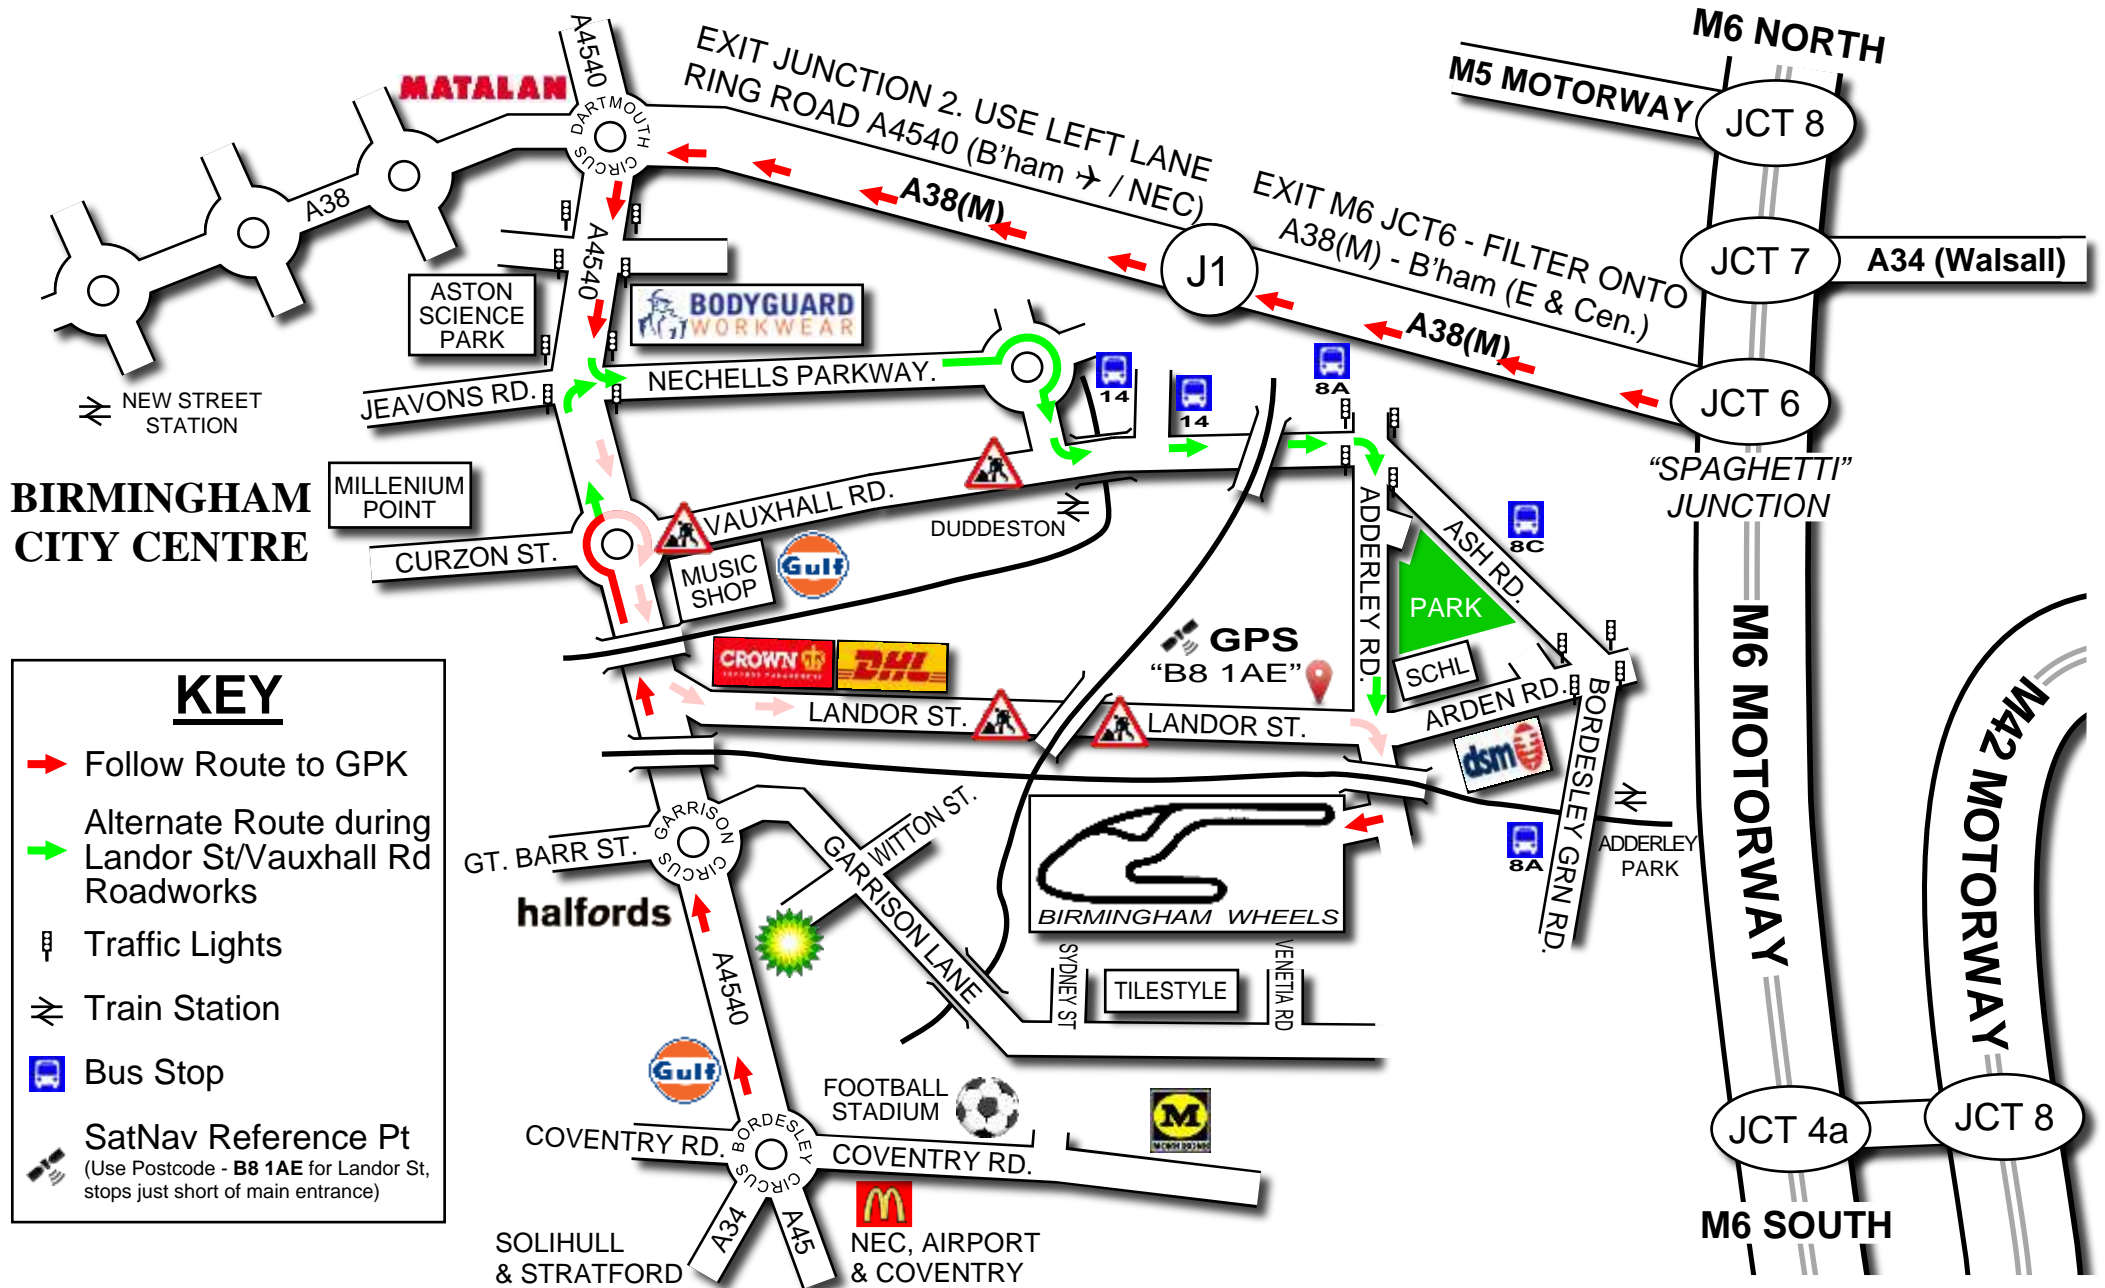 M6 NORTH
A4540
EXIT JUNCTION 2. USE LEFT LANE
RING ROAD A4540 (B'ham ✈ / NEC)
M5 MOTORWAY
JCT 8
MATALAN
DARTMOUTH CIRCUS
A38
A38(M)
EXIT M6 JCT6 - FILTER ONTO
A38(M) - B'ham (E & Cen.)
J1
JCT 7
A34 (Walsall)
A4540
ASTON
SCIENCE
PARK
BODYGUARD
WORKWEAR
A38(M)
JCT 6
"SPAGHETTI"
JUNCTION
NEW STREET
STATION
JEAVONS RD.
NECHELLS PARKWAY.
14
14
8A
BIRMINGHAM
CITY CENTRE
MILLENIUM
POINT
CURZON ST.
VAUXHALL RD.
MUSIC
SHOP
Gulf
DUDDESTON
ADDERLEY RD.
ASH RD.
8C
PARK
SCHL
ARDEN RD.
GPS
"B8 1AE"
CROWN
RECORDS MANAGEMENT
DHL
LANDOR ST.
LANDOR ST.
dsm
BORDESLEY GRN RD.
8A
ADDERLEY
PARK
M6 MOTORWAY
M42 MOTORWAY
KEY
Follow Route to GPK
Alternate Route during
Landor St/Vauxhall Rd
Roadworks
Traffic Lights
Train Station
Bus Stop
SatNav Reference Pt
(Use Postcode - B8 1AE for Landor St,
stops just short of main entrance)
GARRISON CIRCUS
GT. BARR ST.
WITTON ST.
GARRISON LANE
halfords
BIRMINGHAM WHEELS
SYDNEY ST
TILESTYLE
VENETIA RD
A4540
Gulf
FOOTBALL
STADIUM
M
MORRISONS
COVENTRY RD.
BORDESLEY CIRCUS
COVENTRY RD.
A34
A45
SOLIHULL
& STRATFORD
NEC, AIRPORT
& COVENTRY
JCT 4a
JCT 8
M6 SOUTH